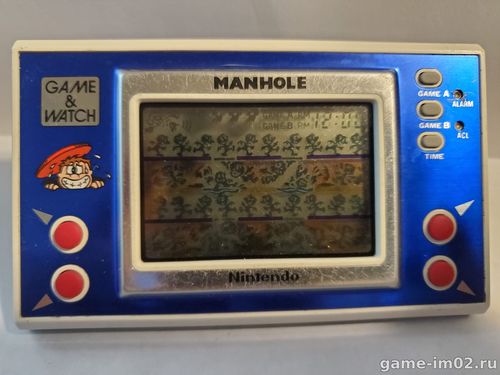 MANHOLE
GAME
&
WATCH
GAME A
ALARM
GAME B
ACL
TIME
Nintendo
game-im02.ru